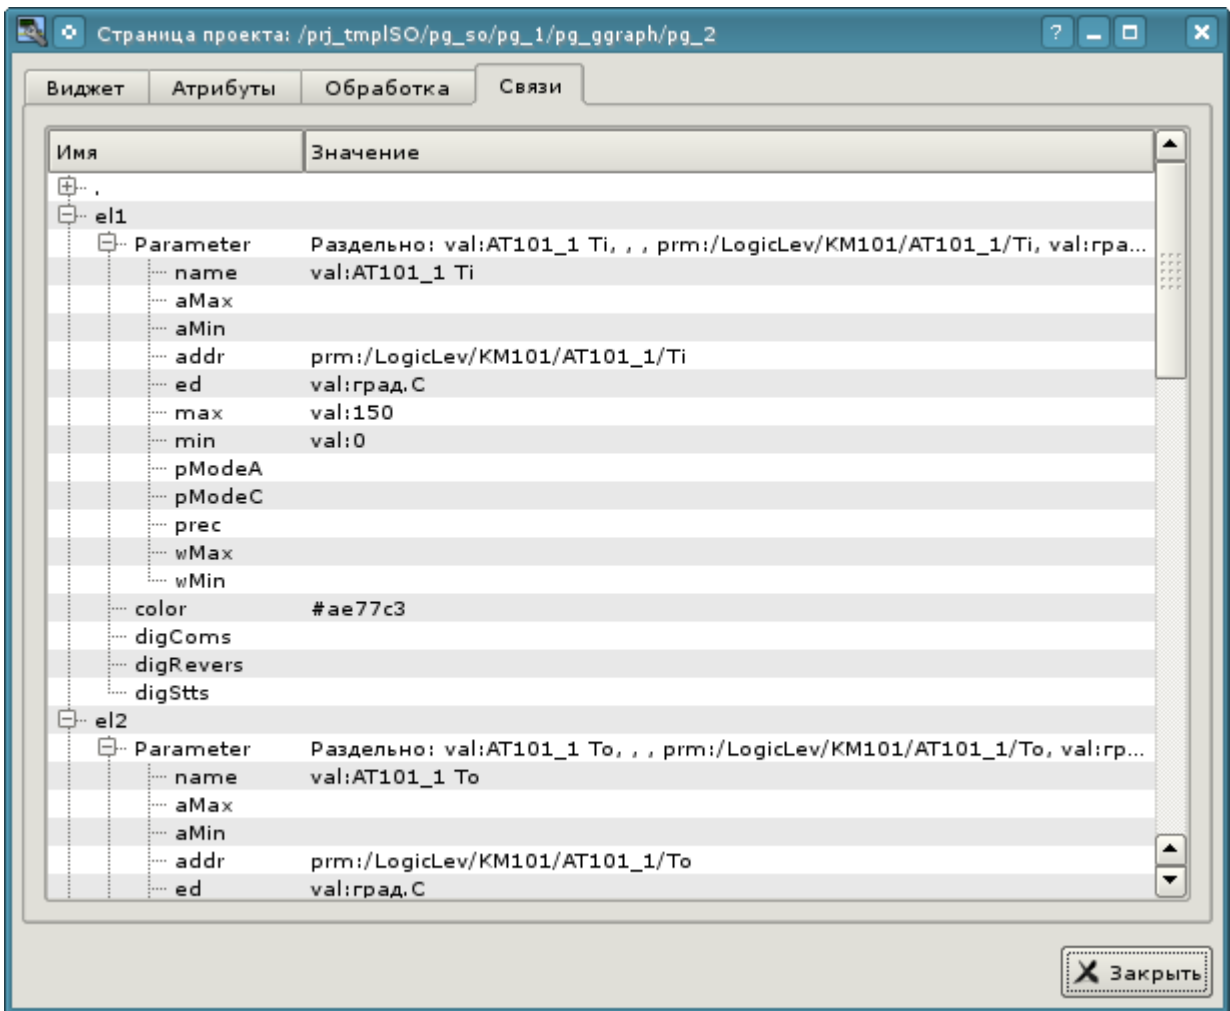 Страница проекта: /prj_tmplSO/pg_so/pg_1/pg_ggraph/pg_2
Виджет Атрибуты Обработка Связи
Имя Значение
.
el1
Parameter Раздельно: val:AT101_1 Ti, , , prm:/LogicLev/KM101/AT101_1/Ti, val:гра...
name val:AT101_1 Ti
aMax
aMin
addr prm:/LogicLev/KM101/AT101_1/Ti
ed val:град.С
max val:150
min val:0
pModeA
pModeC
prec
wMax
wMin
color #ae77c3
digComs
digRevers
digStts
el2
Parameter Раздельно: val:AT101_1 To, , , prm:/LogicLev/KM101/AT101_1/To, val:гр...
name val:AT101_1 To
aMax
aMin
addr prm:/LogicLev/KM101/AT101_1/To
ed val:град.С
Закрыть